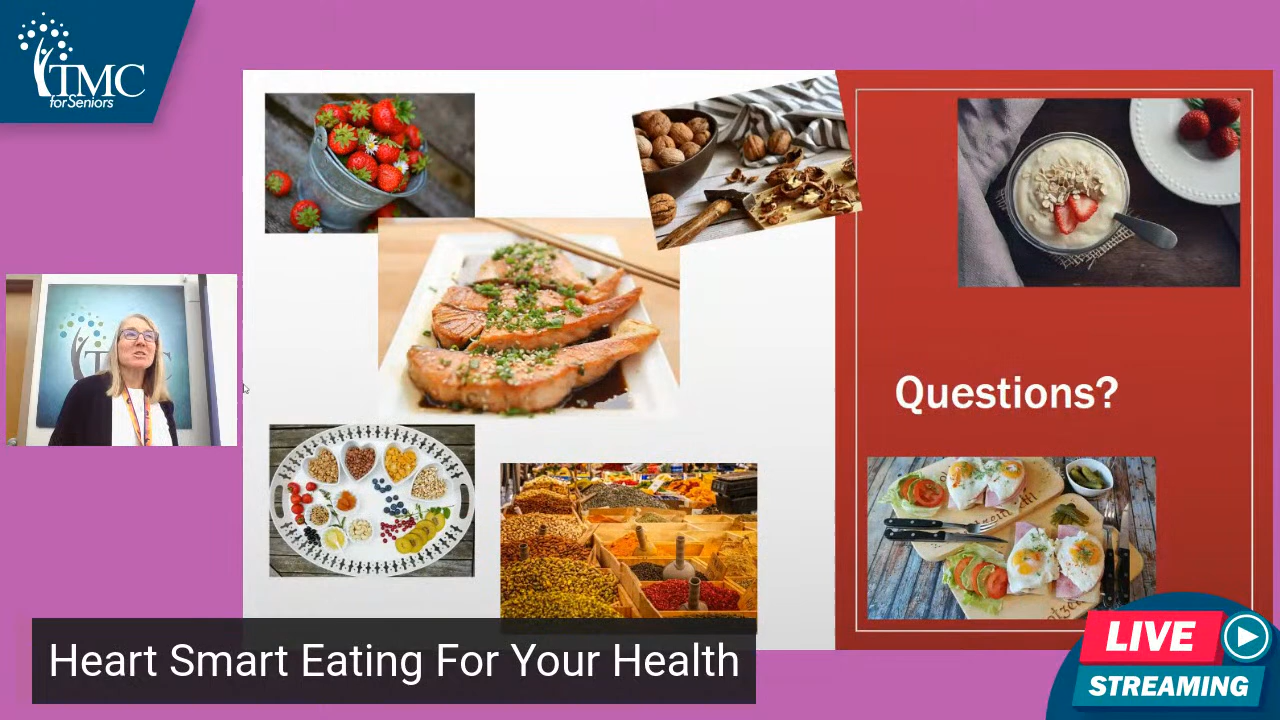 TMC
for Seniors
T
C
Questions?
Heart Smart Eating For Your Health
LIVE
STREAMING